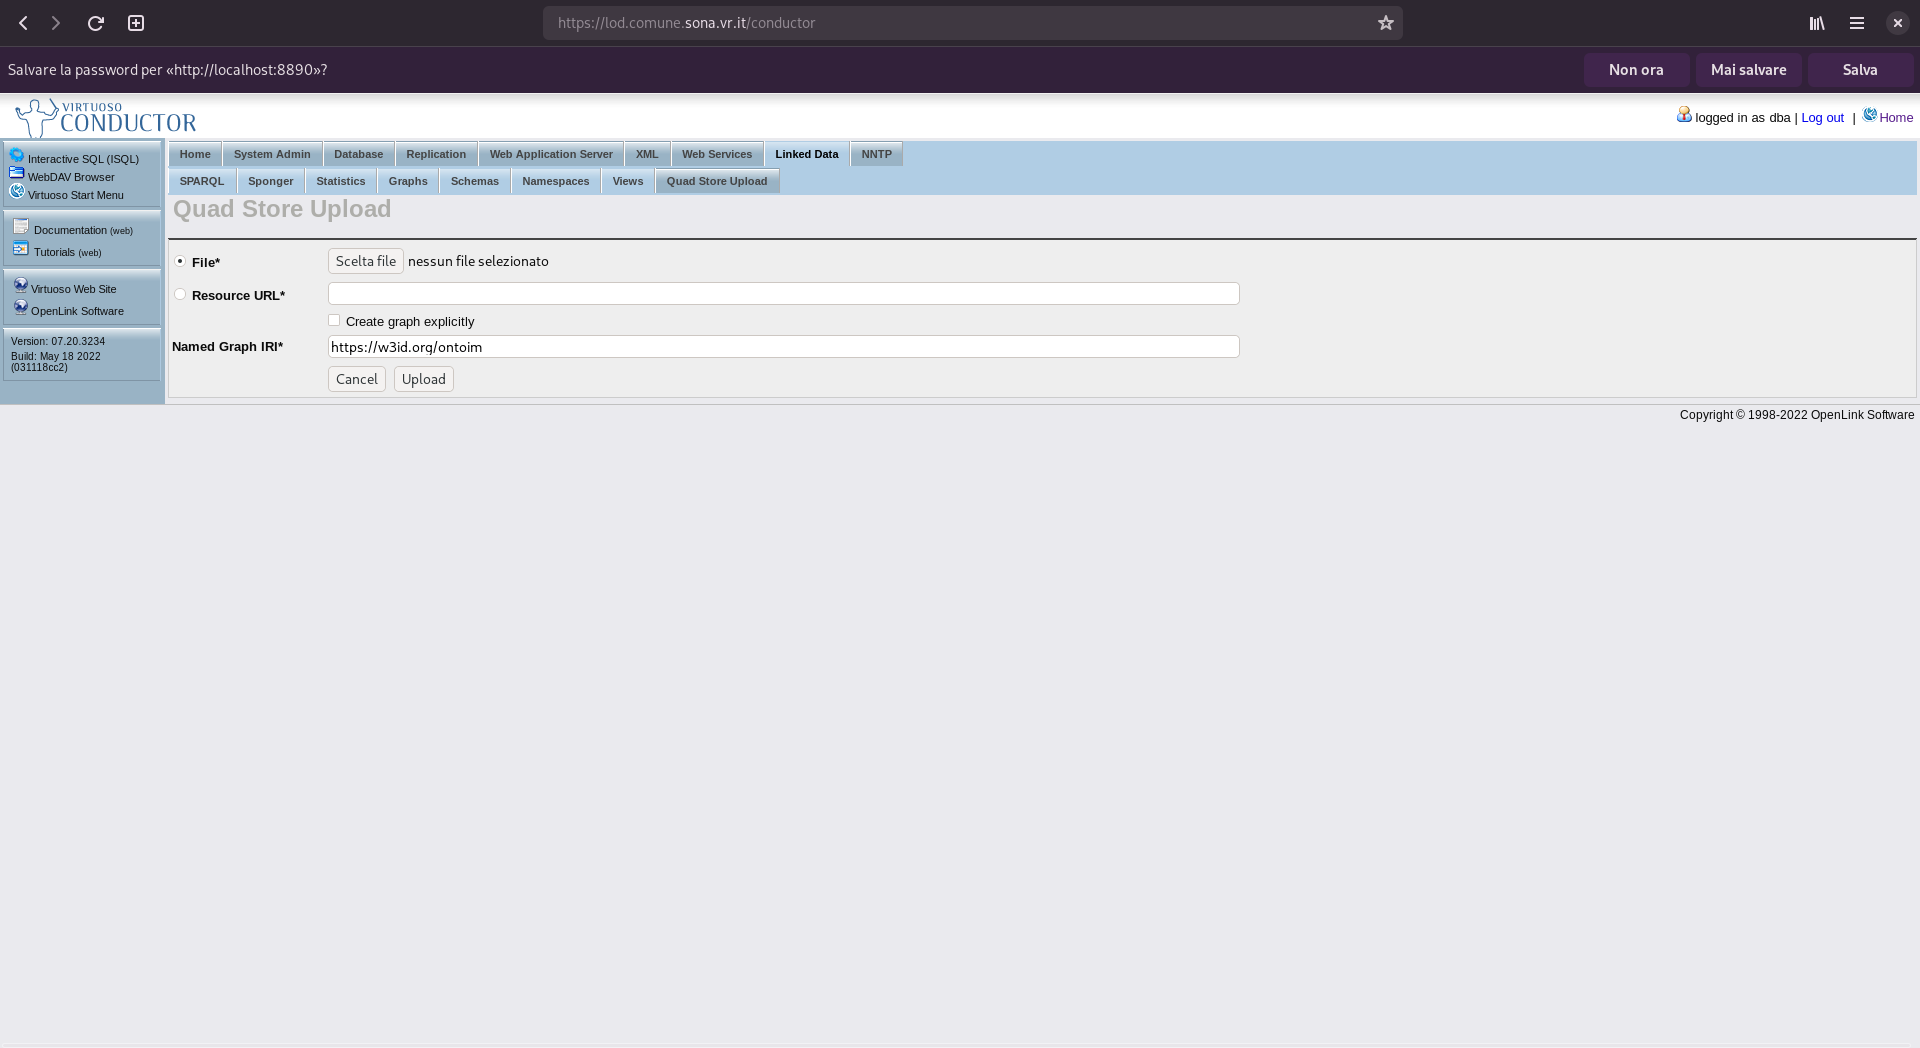 https://lod.comune.sona.vr.it/conductor
Salvare la password per «http://localhost:8890»?
Non ora
Mai salvare
Salva
VIRTUOSO
CONDUCTOR
logged in as dba | Log out | Home
Interactive SQL (ISQL)
WebDAV Browser
Virtuoso Start Menu
Documentation (web)
Tutorials (web)
Virtuoso Web Site
OpenLink Software
Version: 07.20.3234
Build: May 18 2022
(031118cc2)
Home System Admin Database Replication Web Application Server XML Web Services Linked Data NNTP
SPARQL Sponger Statistics Graphs Schemas Namespaces Views Quad Store Upload
Quad Store Upload
File* Scelta file nessun file selezionato
Resource URL*
Create graph explicitly
Named Graph IRI* https://w3id.org/ontoim
Cancel Upload
Copyright © 1998-2022 OpenLink Software